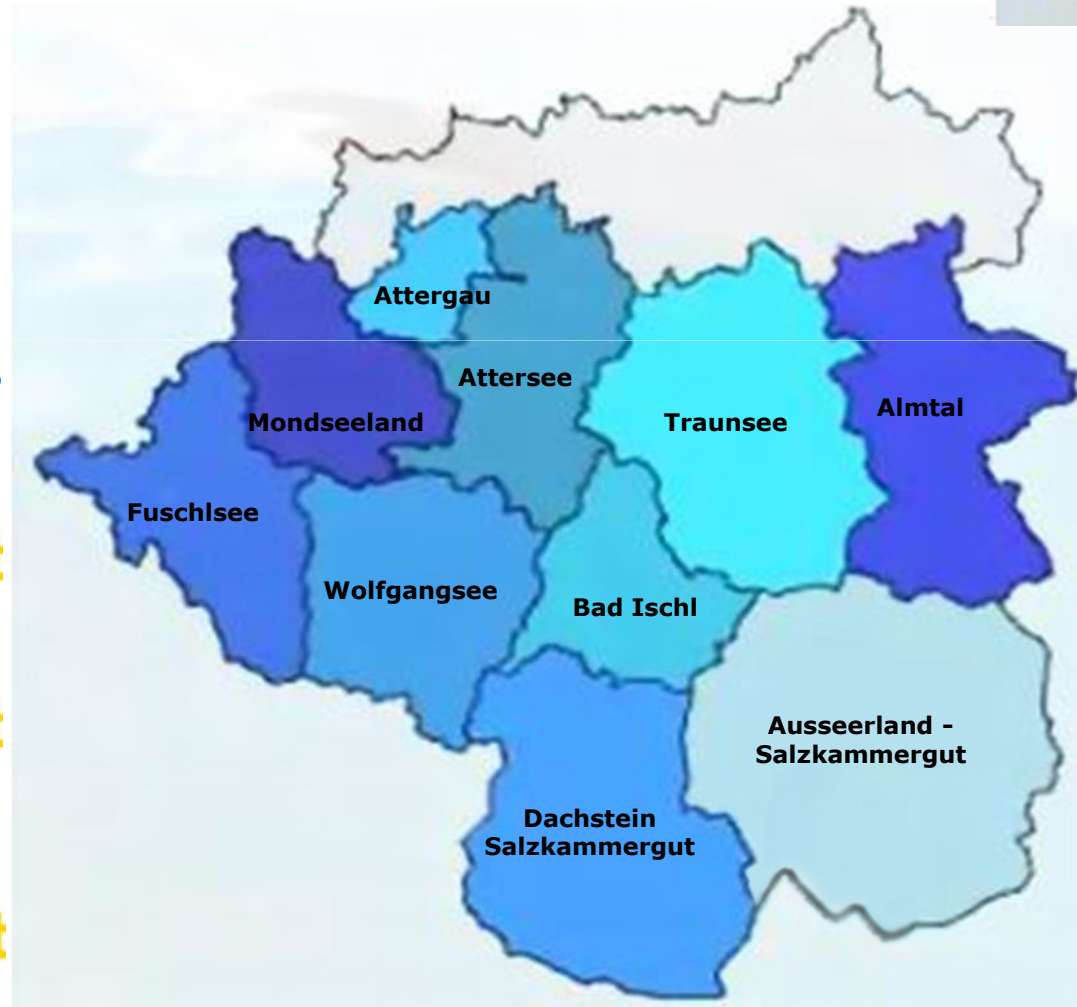 Attergau
Attersee
Mondseeland
Traunsee
Almtal
Fuschlsee
Wolfgangsee
Bad Ischl
Ausseerland -
Salzkammergut
Dachstein
Salzkammergut